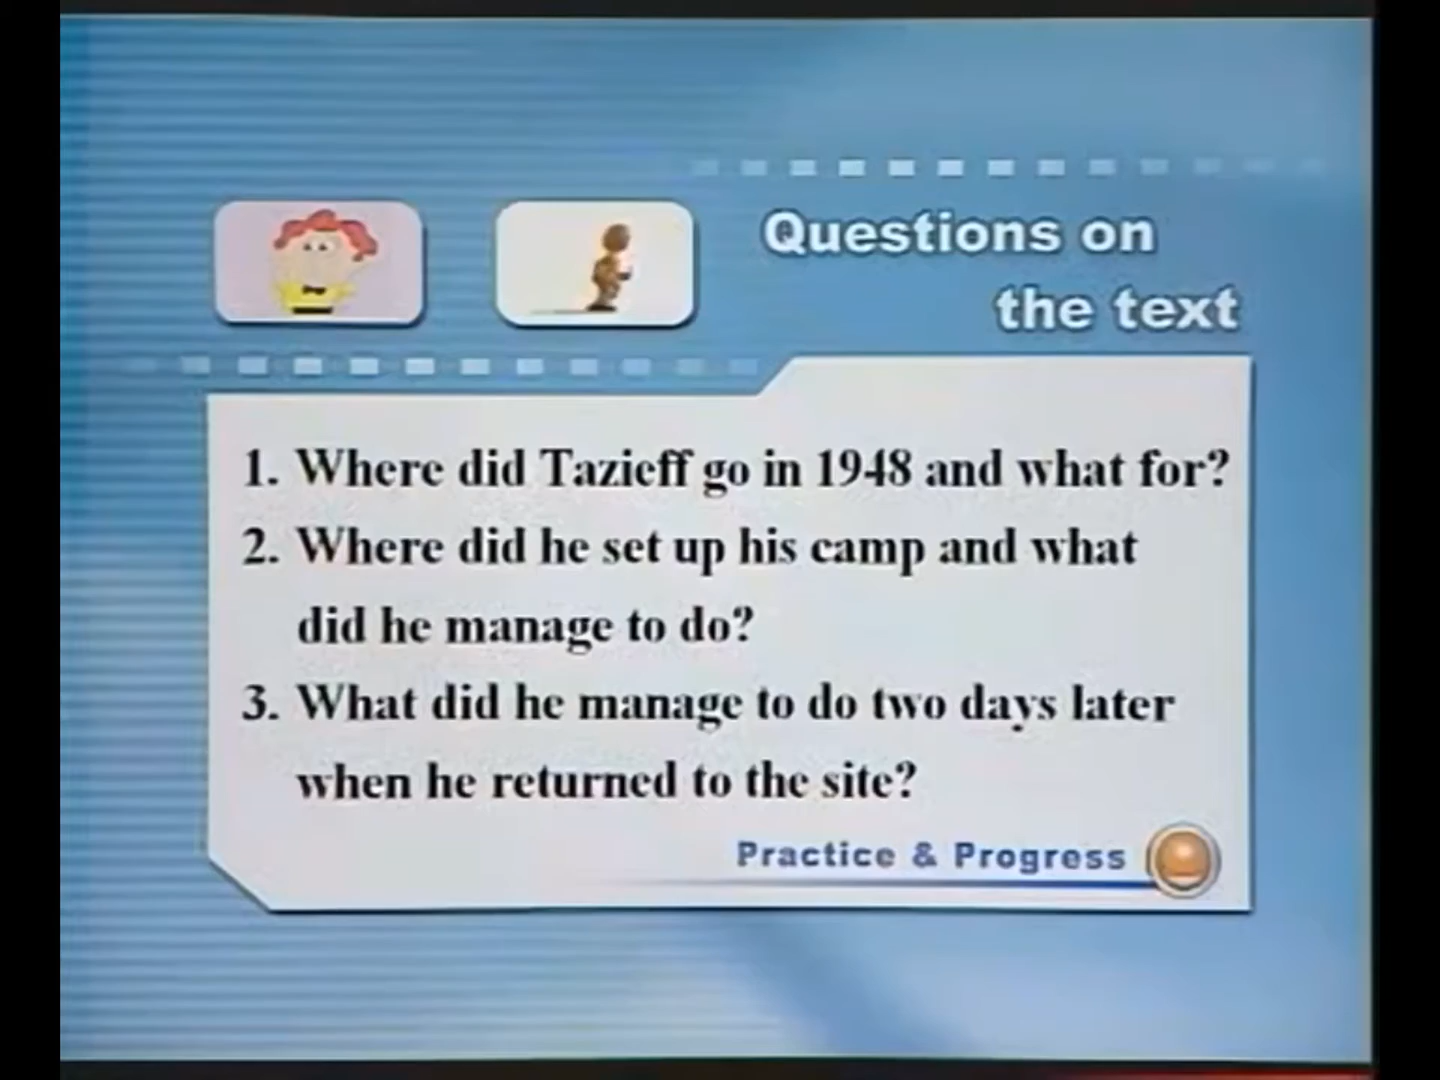 Questions on
the text
1. Where did Tazieff go in 1948 and what for?
2. Where did he set up his camp and what
did he manage to do?
3. What did he manage to do two days later
when he returned to the site?
Practice & Progress